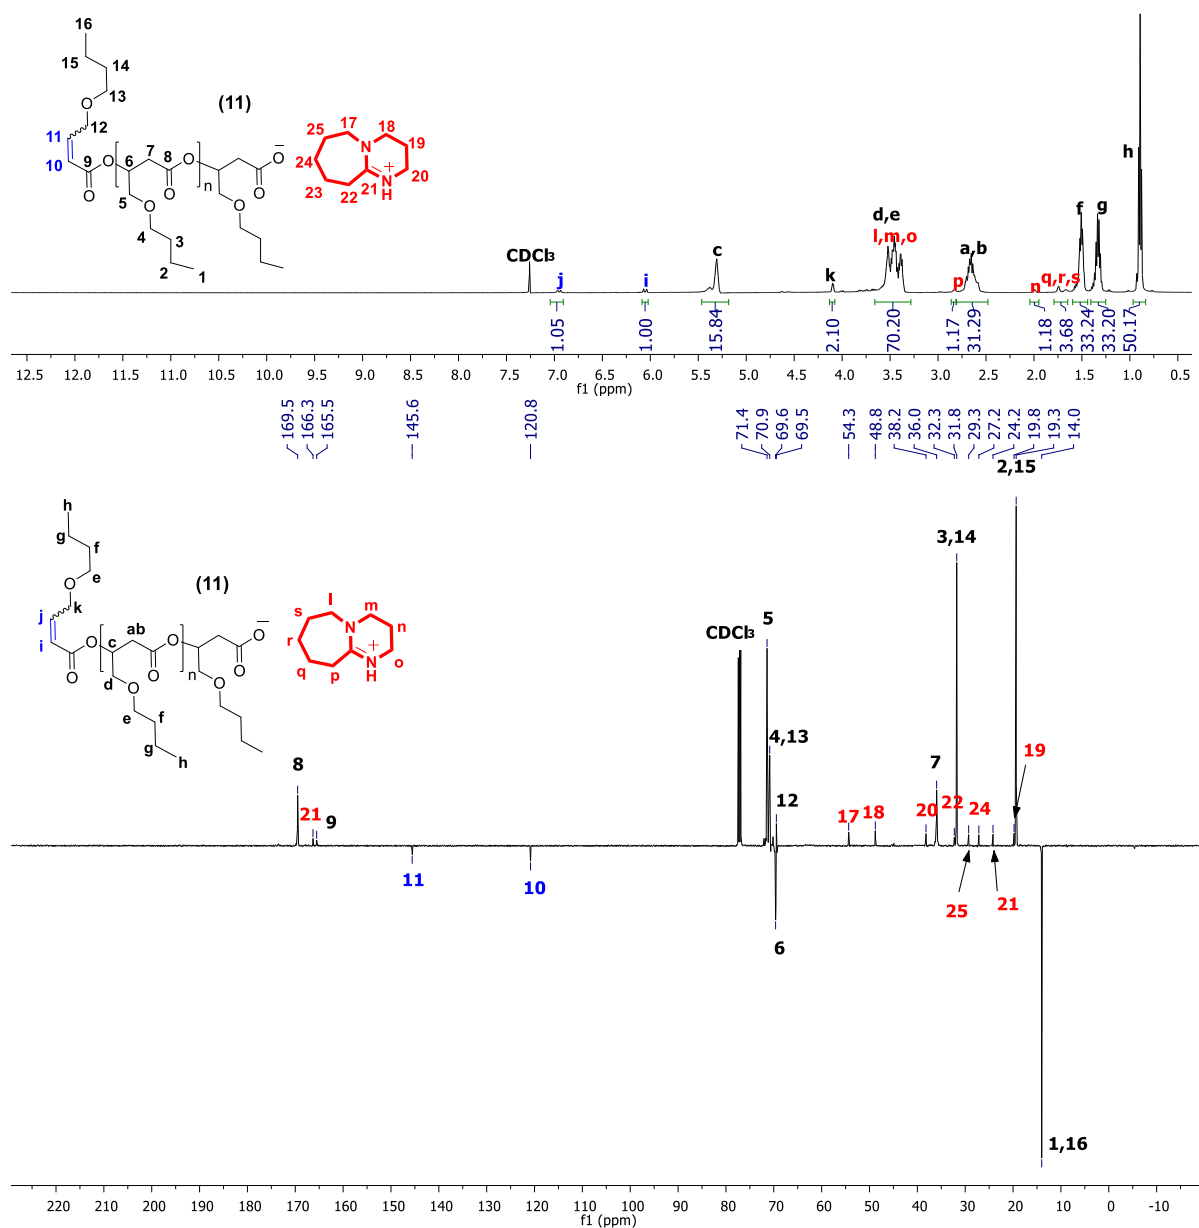 16
15
14
O
13
(11)
11
12
10
9
O
O
6
7
8
O
O
n
O
O
5
O
4
3
2
1
O
25
17
18
24
N
19
23
21
N
H
+
20
22
CDCl3
j
i
c
k
d,e
l,m,o
p
a,b
n
q,r,s
f
g
h
1.05
1.00
15.84
2.10
70.20
1.17
31.29
1.18
3.68
33.24
33.20
50.17
12.5 12.0 11.5 11.0 10.5 10.0 9.5 9.0 8.5 8.0 7.5 7.0 6.5 6.0 5.5 5.0 4.5 4.0 3.5 3.0 2.5 2.0 1.5 1.0 0.5
f1 (ppm)
169.5
166.3
165.5
145.6
120.8
71.4
70.9
69.6
69.5
54.3
48.8
38.2
36.0
32.3
31.8
29.3
27.2
24.2
19.8
19.3
14.0
h
g
f
O
e
(11)
j
k
i
O
O
c
ab
O
O
n
O
O
d
O
e
f
g
h
O
l
s
m
N
n
r
+
q
N
H
o
p
8
21
9
11
10
CDCl3
5
4,13
12
6
17
18
20
7
22
3,14
24
25
21
2,15
19
1,16
220 210 200 190 180 170 160 150 140 130 120 110 100 90 80 70 60 50 40 30 20 10 0 -10
f1 (ppm)